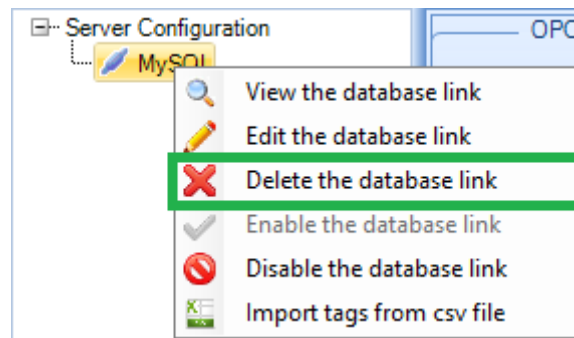 Server Configuration
OPC
MySQL
View the database link
Edit the database link
Delete the database link
Enable the database link
Disable the database link
Import tags from csv file